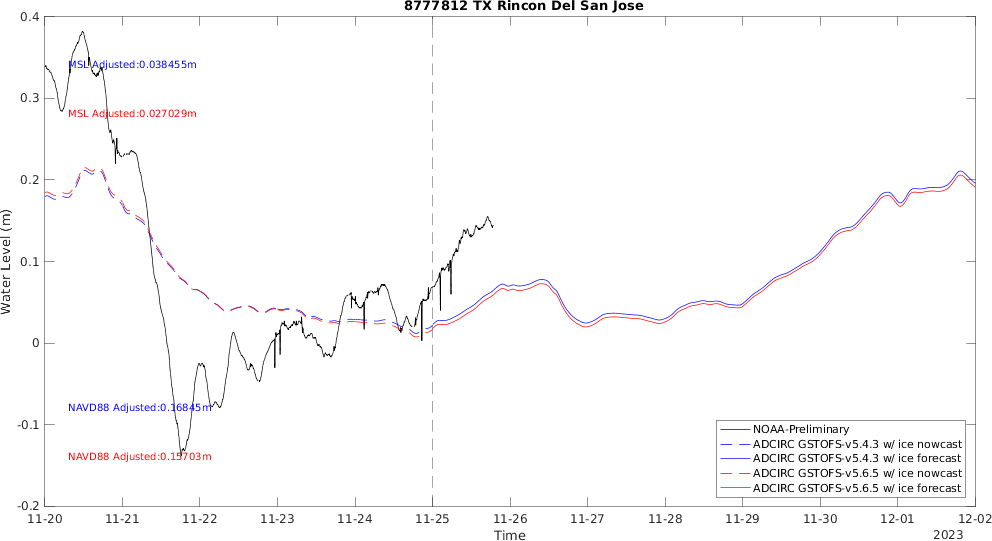 8777812 TX Rincon Del San Jose
0.4
0.3
0.2
0.1
0
-0.1
-0.2
Water Level (m)
MSL Adjusted:0.038455m
MSL Adjusted:0.027029m
NAVD88 Adjusted:0.16845m
NAVD88 Adjusted:0.15703m
NOAA-Preliminary
ADCIRC GSTOFS-v5.4.3 w/ ice nowcast
ADCIRC GSTOFS-v5.4.3 w/ ice forecast
ADCIRC GSTOFS-v5.6.5 w/ ice nowcast
ADCIRC GSTOFS-v5.6.5 w/ ice forecast
11-20 11-21 11-22 11-23 11-24 11-25 11-26 11-27 11-28 11-29 11-30 12-01 12-02
Time
2023